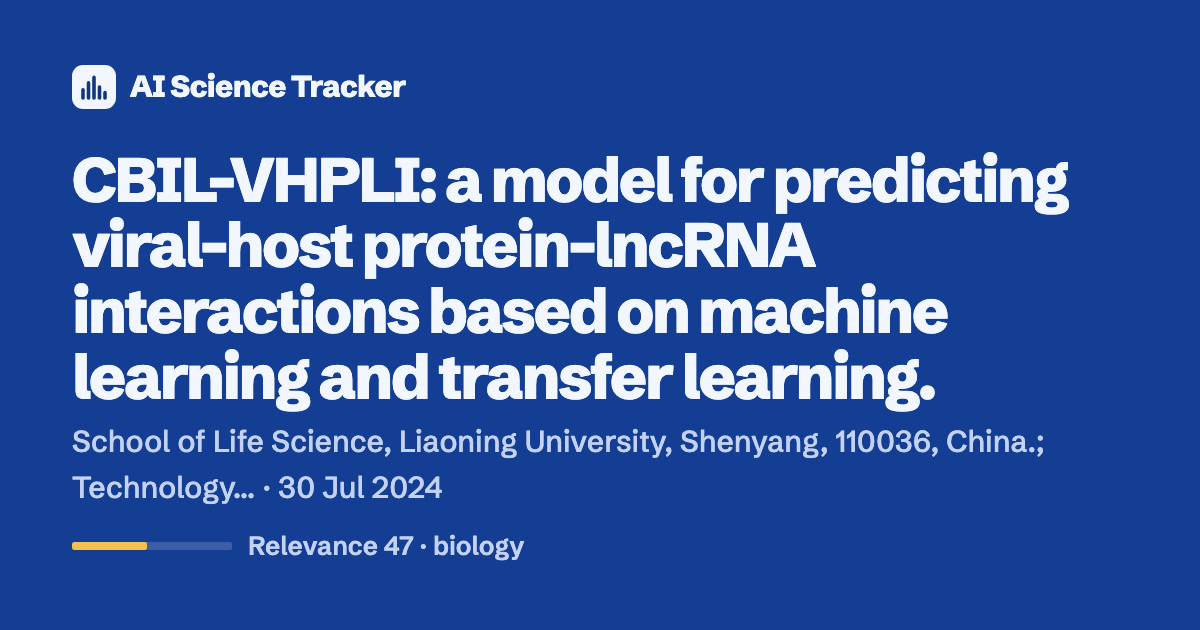 AI Science Tracker
CBIL-VHPLI: a model for predicting
viral-host protein-lncRNA
interactions based on machine
learning and transfer learning.
School of Life Science, Liaoning University, Shenyang, 110036, China.;
Technology... · 30 Jul 2024
Relevance 47 · biology